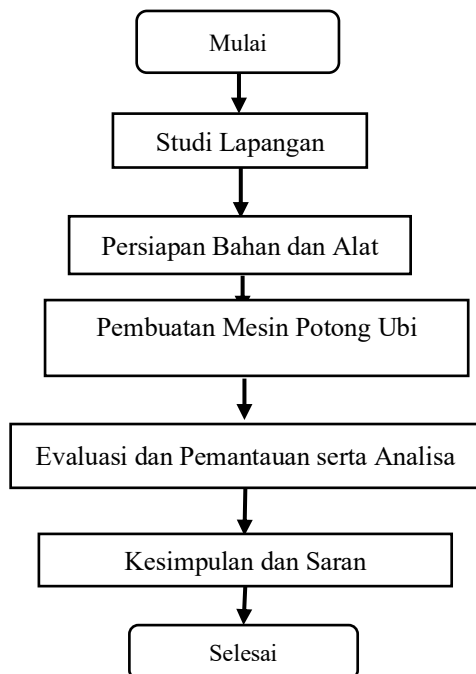 Mulai
Studi Lapangan
Persiapan Bahan dan Alat
Pembuatan Mesin Potong Ubi
Evaluasi dan Pemantauan serta Analisa
Kesimpulan dan Saran
Selesai